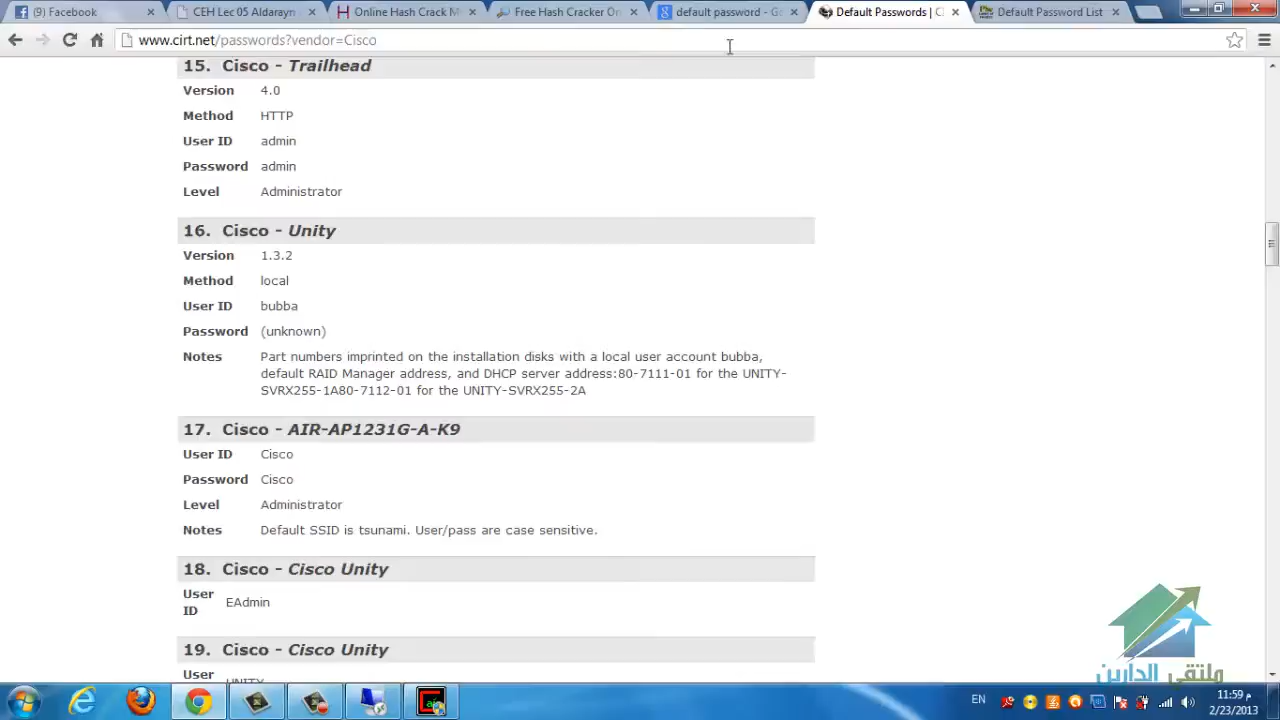 (9) Facebook
CEH Lec 05 Aldarayn
Online Hash Crack M
Free Hash Cracker On
default password - Go
Default Passwords | C
Default Password List
www.cirt.net/passwords?vendor=Cisco
15. Cisco - Trailhead
Version 4.0
Method HTTP
User ID admin
Password admin
Level Administrator
16. Cisco - Unity
Version 1.3.2
Method local
User ID bubba
Password (unknown)
Notes Part numbers imprinted on the installation disks with a local user account bubba,
default RAID Manager address, and DHCP server address:80-7111-01 for the UNITY-
SVRX255-1A80-7112-01 for the UNITY-SVRX255-2A
17. Cisco - AIR-AP1231G-A-K9
User ID Cisco
Password Cisco
Level Administrator
Notes Default SSID is tsunami. User/pass are case sensitive.
18. Cisco - Cisco Unity
User
ID EAdmin
19. Cisco - Cisco Unity
User UNITY
ملتقى الدارين
EN
11:59 م
2/23/2013